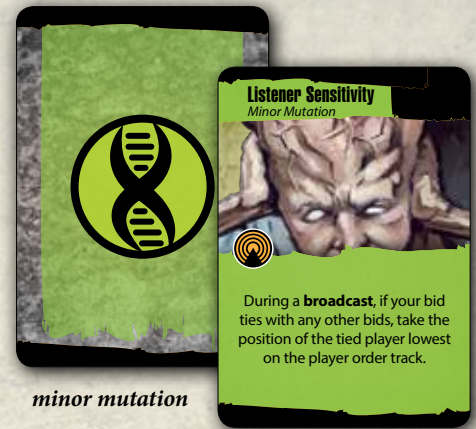 Listener Sensitivity
Minor Mutation
During a broadcast, if your bid
ties with any other bids, take the
position of the tied player lowest
on the player order track.
minor mutation